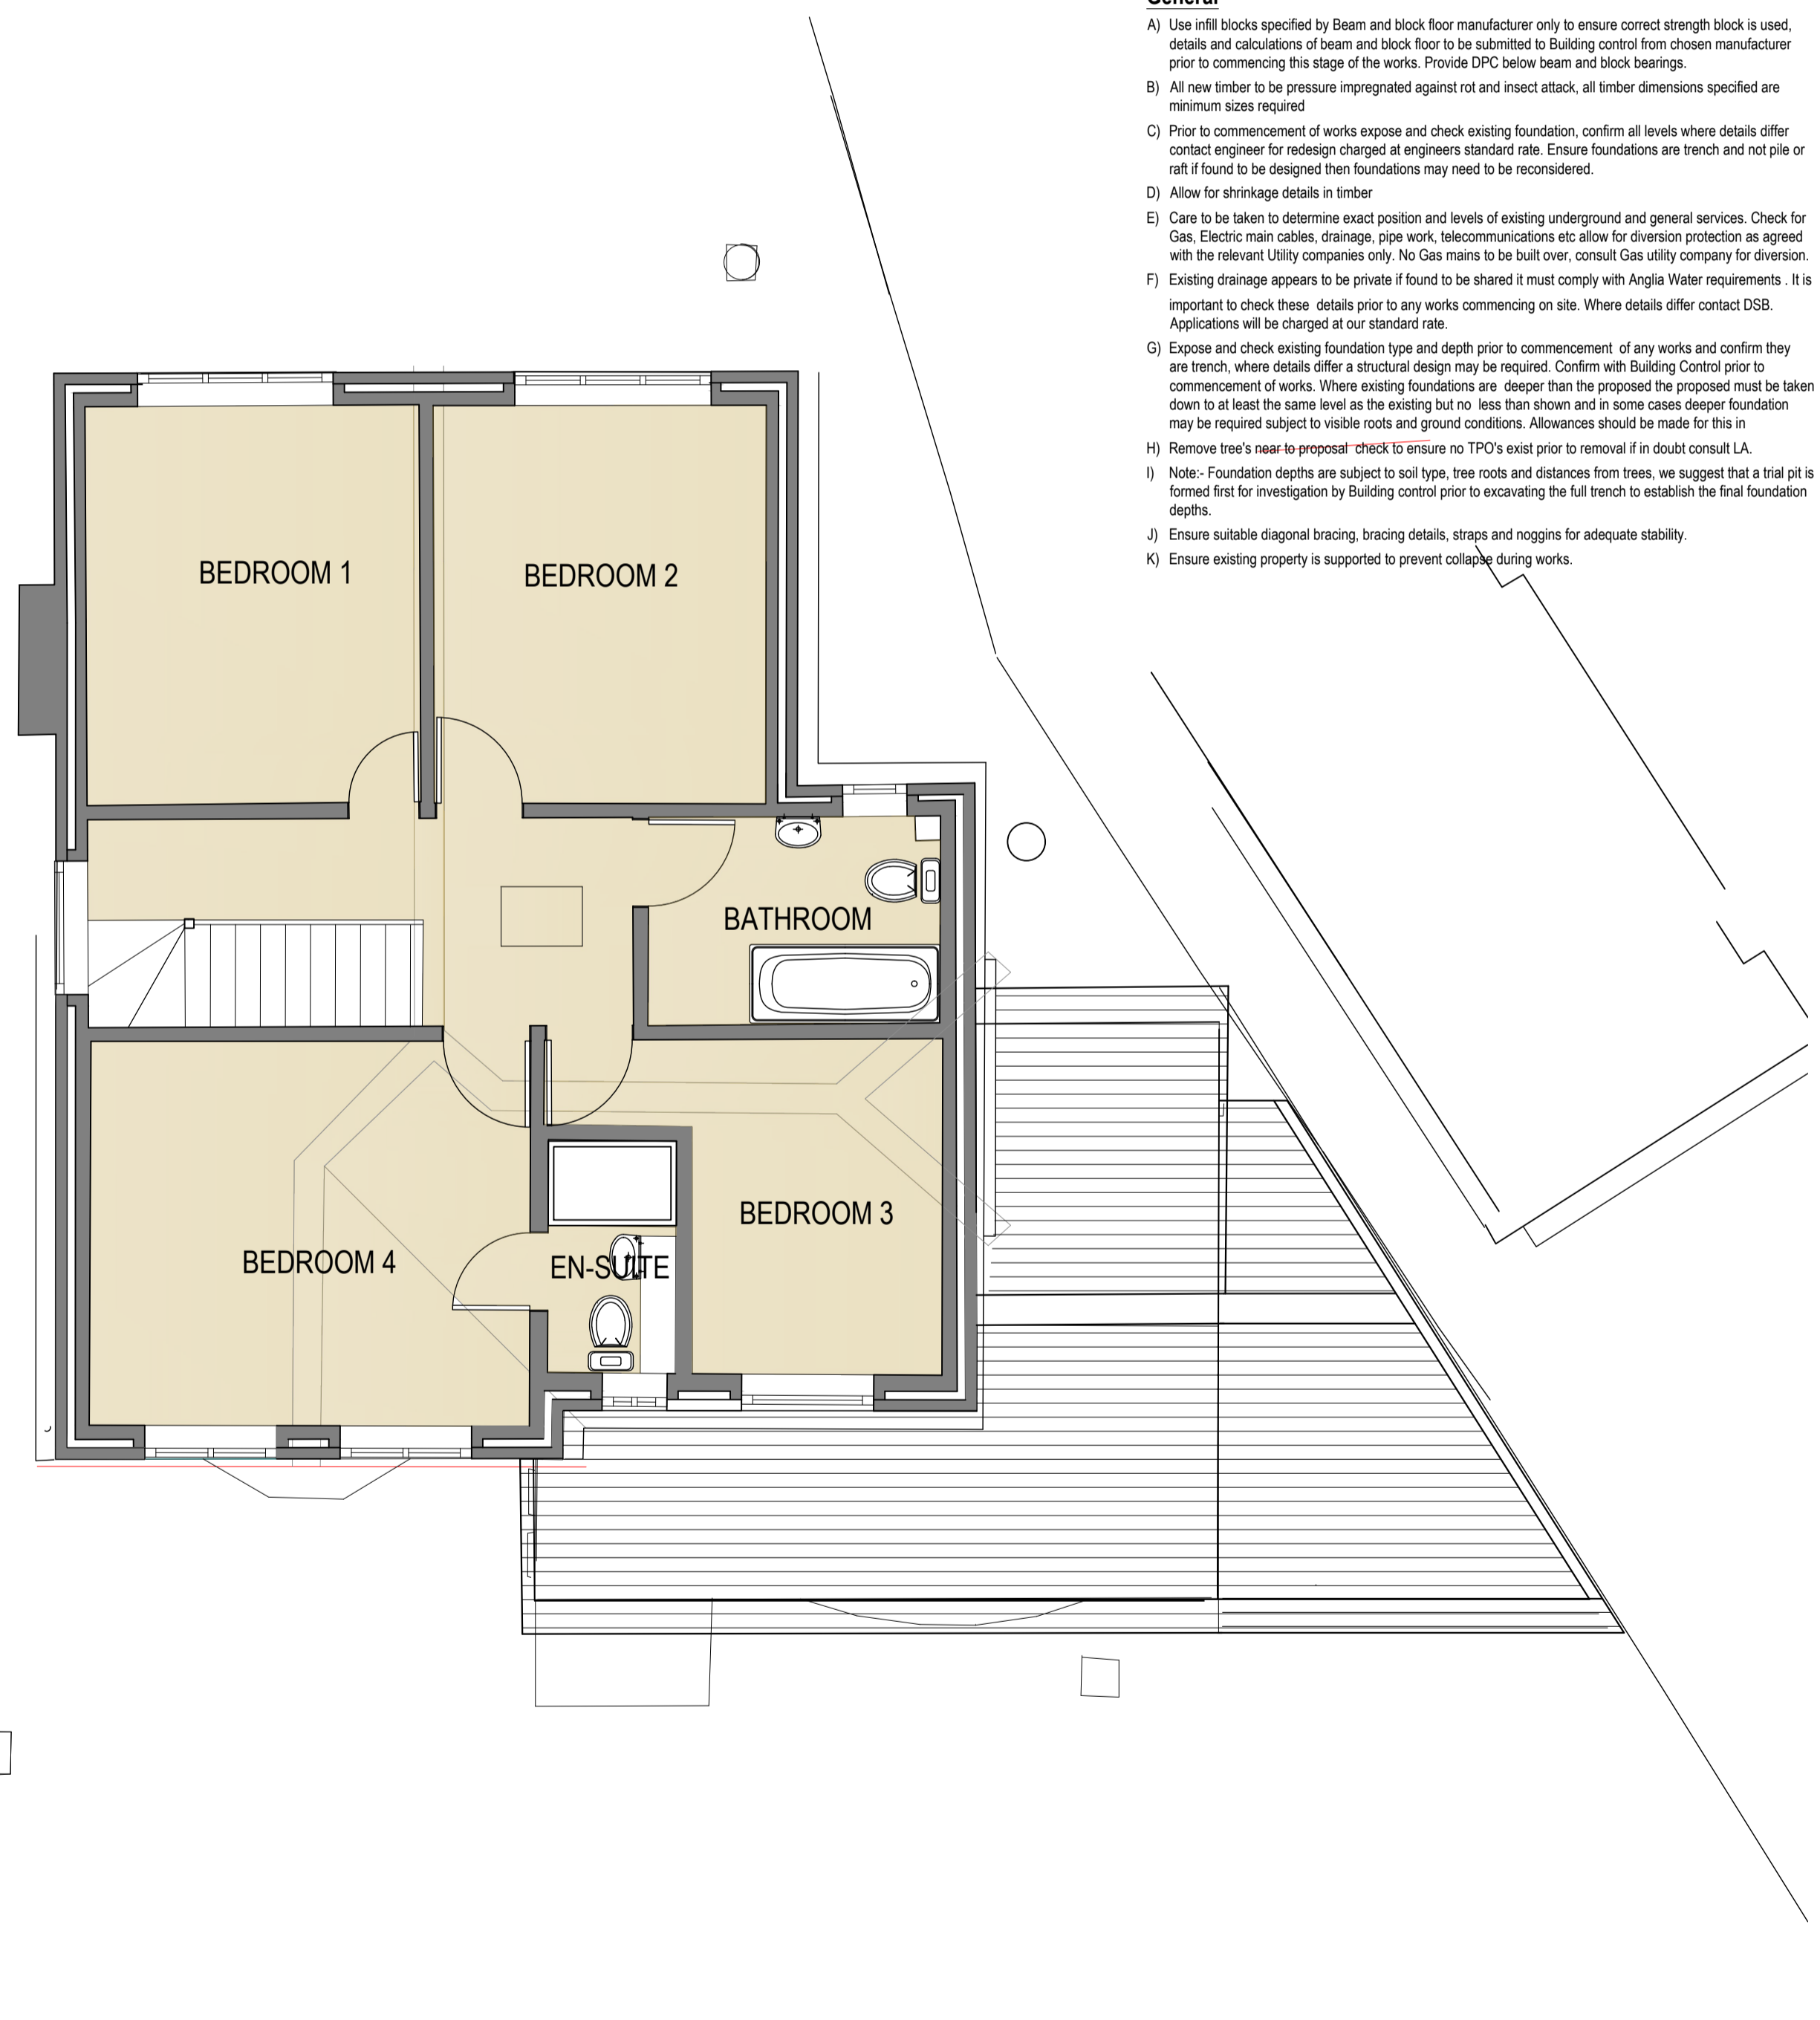 General
A) Use infill blocks specified by Beam and block floor manufacturer only to ensure correct strength block is used,
details and calculations of beam and block floor to be submitted to Building control from chosen manufacturer
prior to commencing this stage of the works. Provide DPC below beam and block bearings.
B) All new timber to be pressure impregnated against rot and insect attack, all timber dimensions specified are
minimum sizes required
C) Prior to commencement of works expose and check existing foundation, confirm all levels where details differ
contact engineer for redesign charged at engineers standard rate. Ensure foundations are trench and not pile or
raft if found to be designed then foundations may need to be reconsidered.
D) Allow for shrinkage details in timber
E) Care to be taken to determine exact position and levels of existing underground and general services. Check for
Gas, Electric main cables, drainage, pipe work, telecommunications etc allow for diversion protection as agreed
with the relevant Utility companies only. No Gas mains to be built over, consult Gas utility company for diversion.
F) Existing drainage appears to be private if found to be shared it must comply with Anglia Water requirements . It is
important to check these details prior to any works commencing on site. Where details differ contact DSB.
Applications will be charged at our standard rate.
G) Expose and check existing foundation type and depth prior to commencement of any works and confirm they
are trench, where details differ a structural design may be required. Confirm with Building Control prior to
commencement of works. Where existing foundations are deeper than the proposed the proposed must be taken
down to at least the same level as the existing but no less than shown and in some cases deeper foundation
may be required subject to visible roots and ground conditions. Allowances should be made for this in
H) Remove tree's near to proposal check to ensure no TPO's exist prior to removal if in doubt consult LA.
I) Note:- Foundation depths are subject to soil type, tree roots and distances from trees, we suggest that a trial pit is
formed first for investigation by Building control prior to excavating the full trench to establish the final foundation
depths.
J) Ensure suitable diagonal bracing, bracing details, straps and noggins for adequate stability.
K) Ensure existing property is supported to prevent collapse during works.
BEDROOM 1
BEDROOM 2
BATHROOM
BEDROOM 3
BEDROOM 4
EN-SUITE